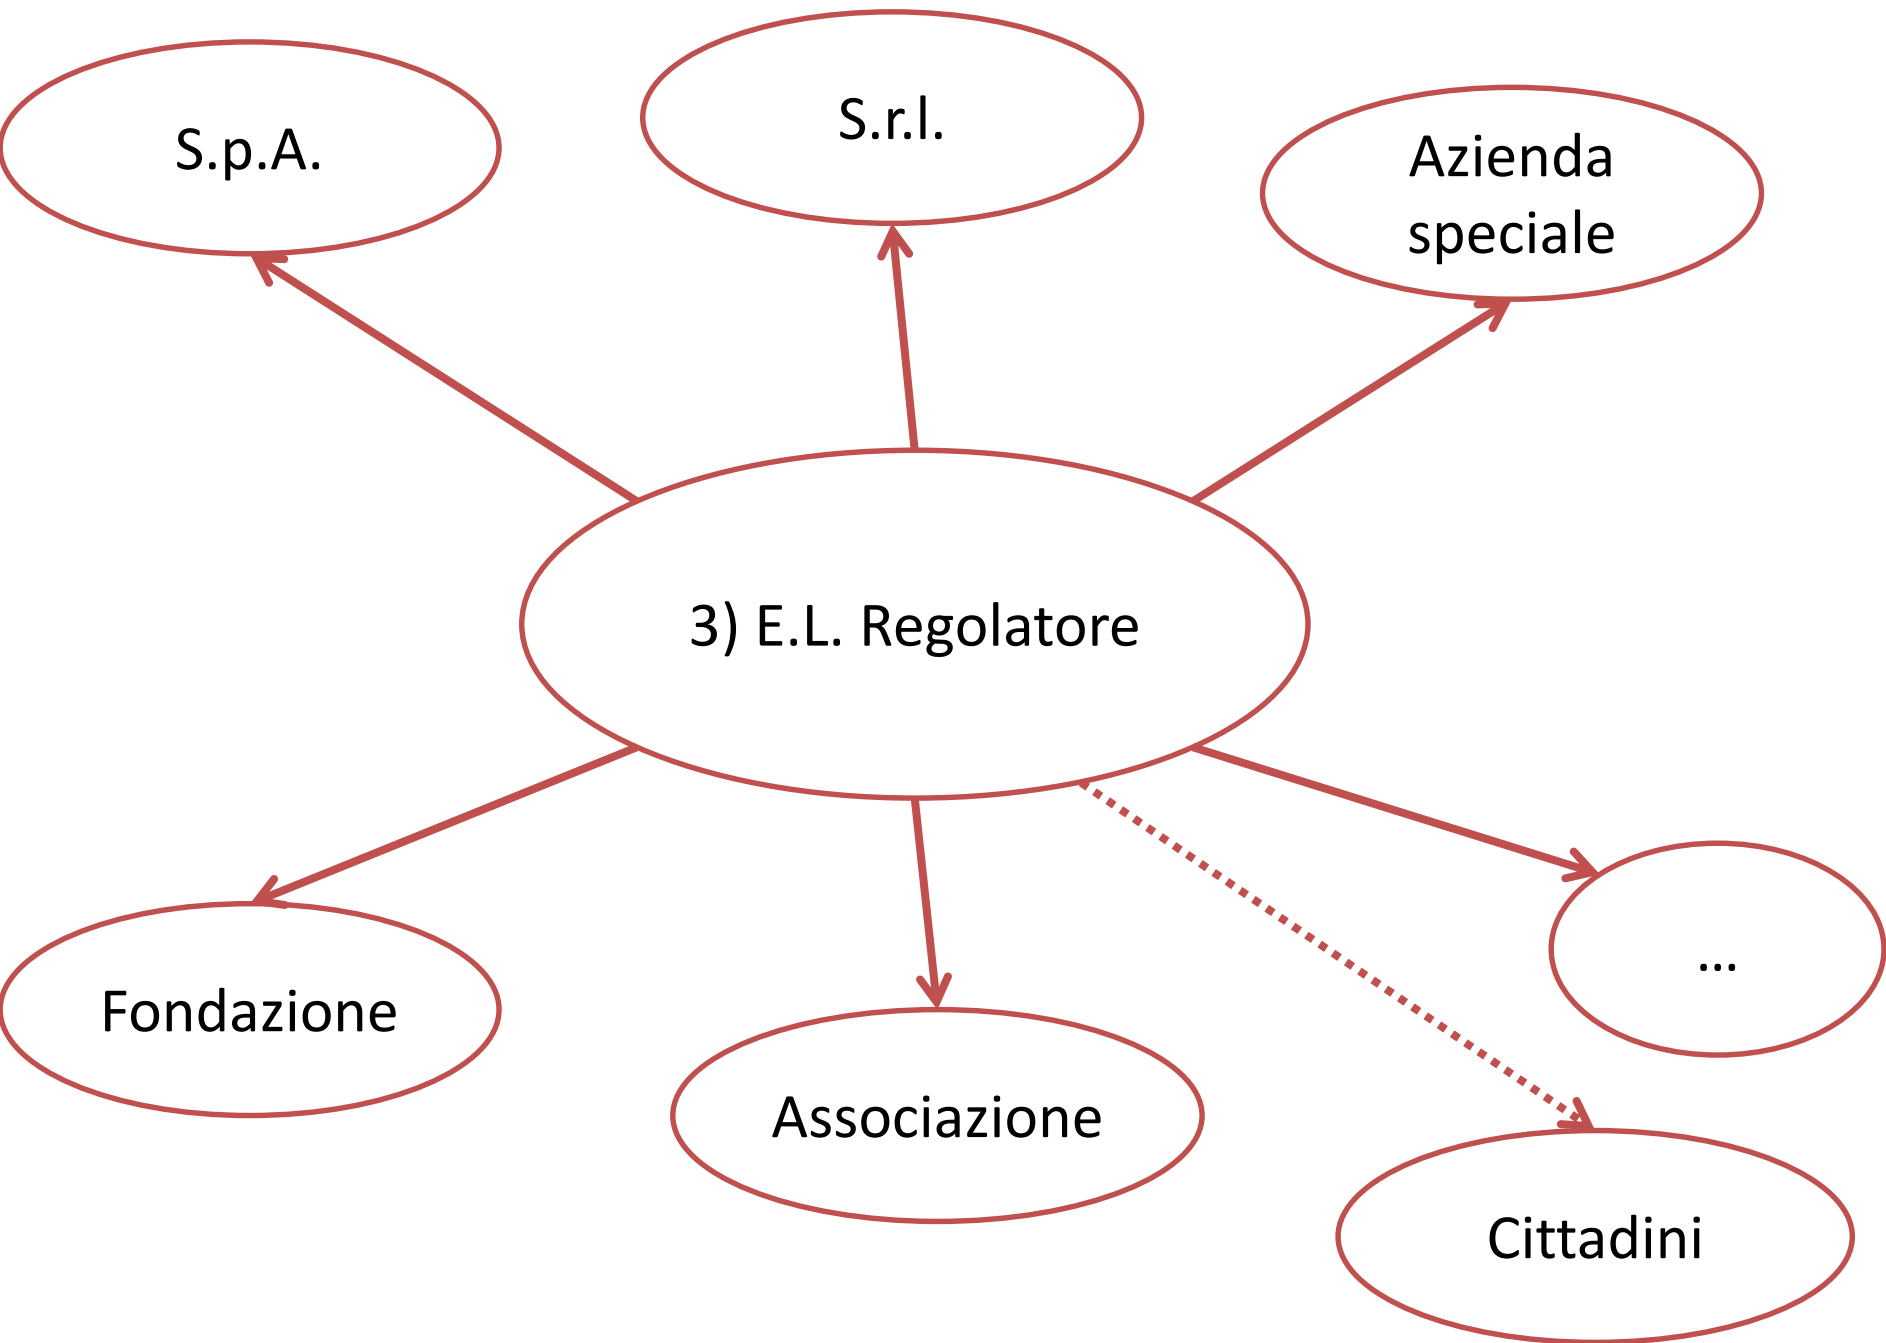 S.p.A.
S.r.l.
Azienda
speciale
3) E.L. Regolatore
Fondazione
Associazione
...
Cittadini